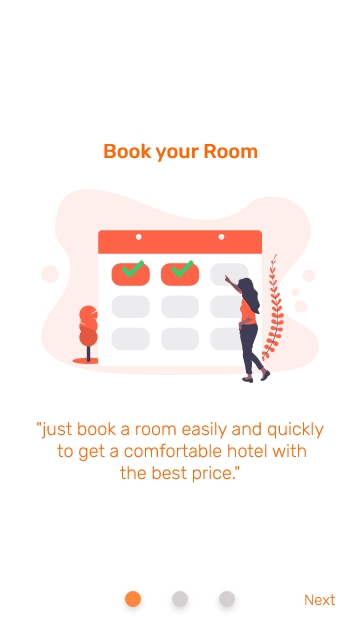 Book your Room
"just book a room easily and quickly
to get a comfortable hotel with
the best price."
Next